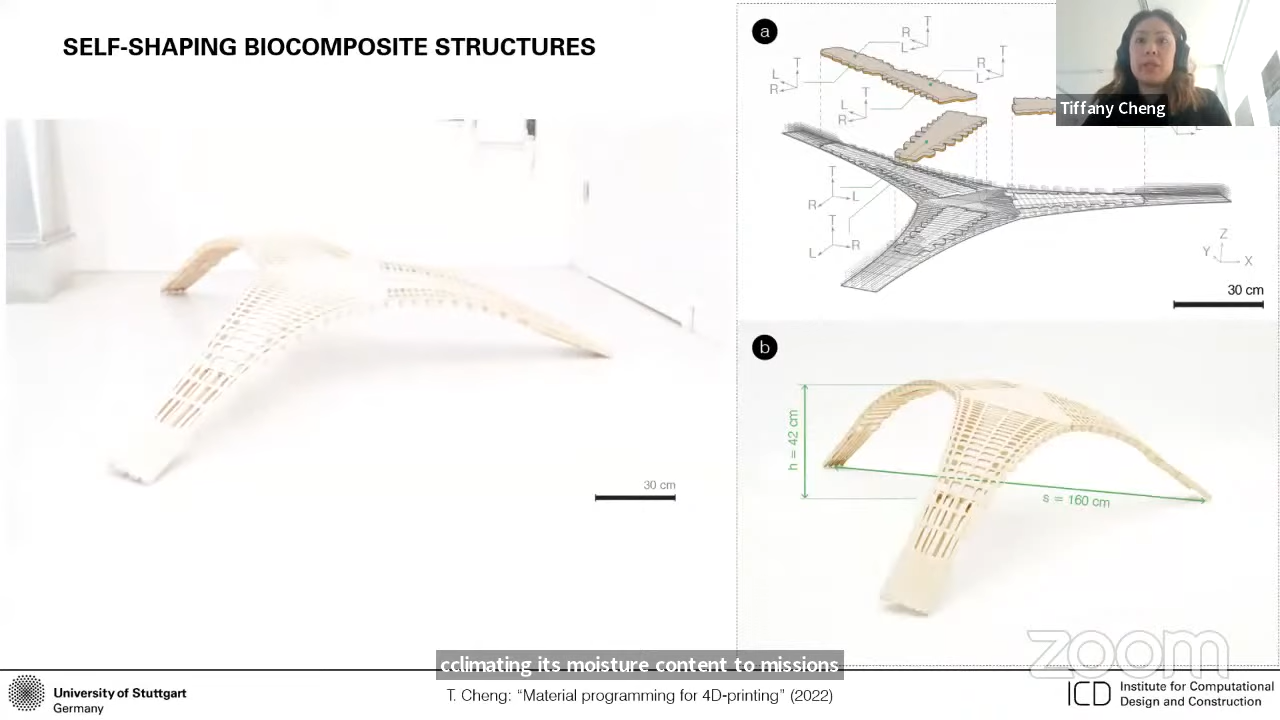 SELF-SHAPING BIOCOMPOSITE STRUCTURES
30 cm
a
T
R
L
T
R
L
T
L
R
T
L
R
T
R
L
T
L
R
Z
Y
X
30 cm
Tiffany Cheng
b
h = 42 cm
s = 160 cm
zoom
cclimating its moisture content to missions
University of Stuttgart
Germany
T. Cheng: “Material programming for 4D-printing” (2022)
ICD
Institute for Computational
Design and Construction